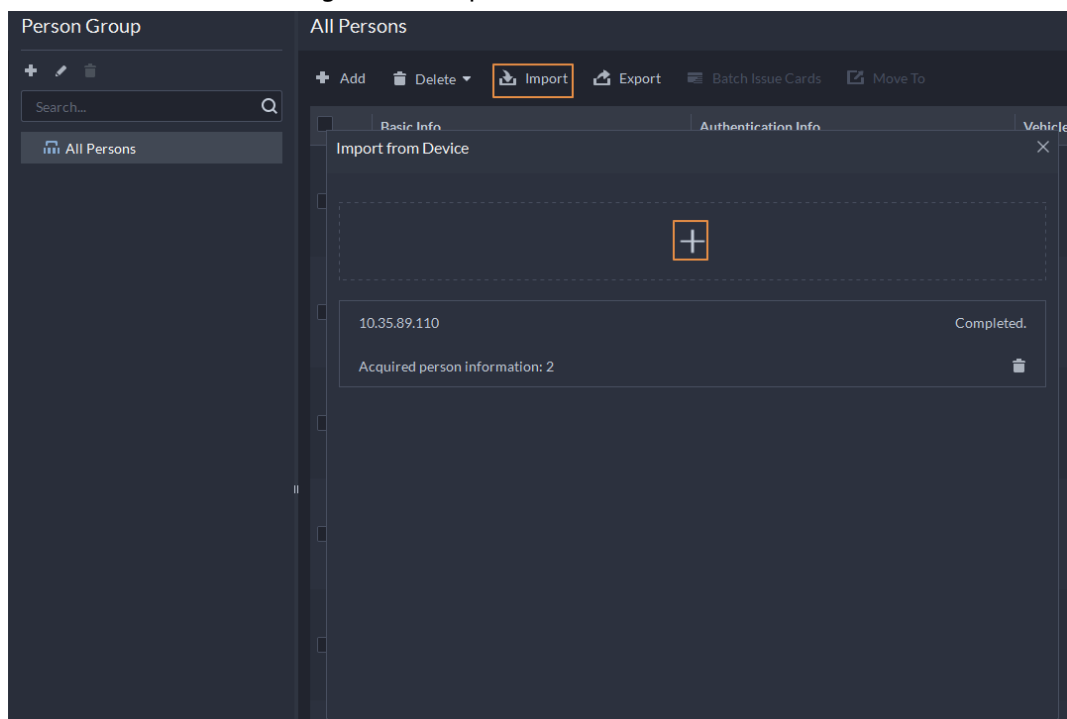 Person Group
All Persons
Add Delete Import Export Batch Issue Cards Move To
Search...
Basic Info Authentication Info Vehicle
All Persons
Import from Device
10.35.89.110 Completed.
Acquired person information: 2